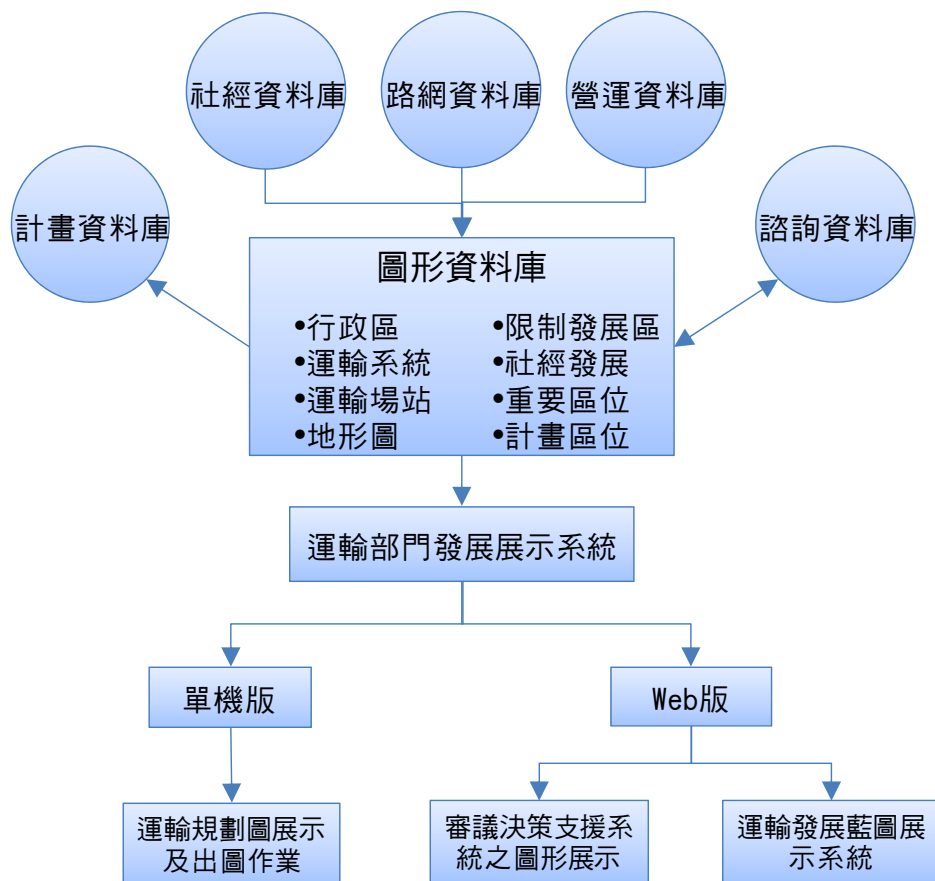 社經資料庫
路網資料庫
營運資料庫
計畫資料庫
諮詢資料庫
圖形資料庫
•行政區
•運輸系統
•運輸場站
•地形圖
•限制發展區
•社經發展
•重要區位
•計畫區位
運輸部門發展展示系統
單機版
Web版
運輸規劃圖展示
及出圖作業
審議決策支援系
統之圖形展示
運輸發展藍圖展
示系統